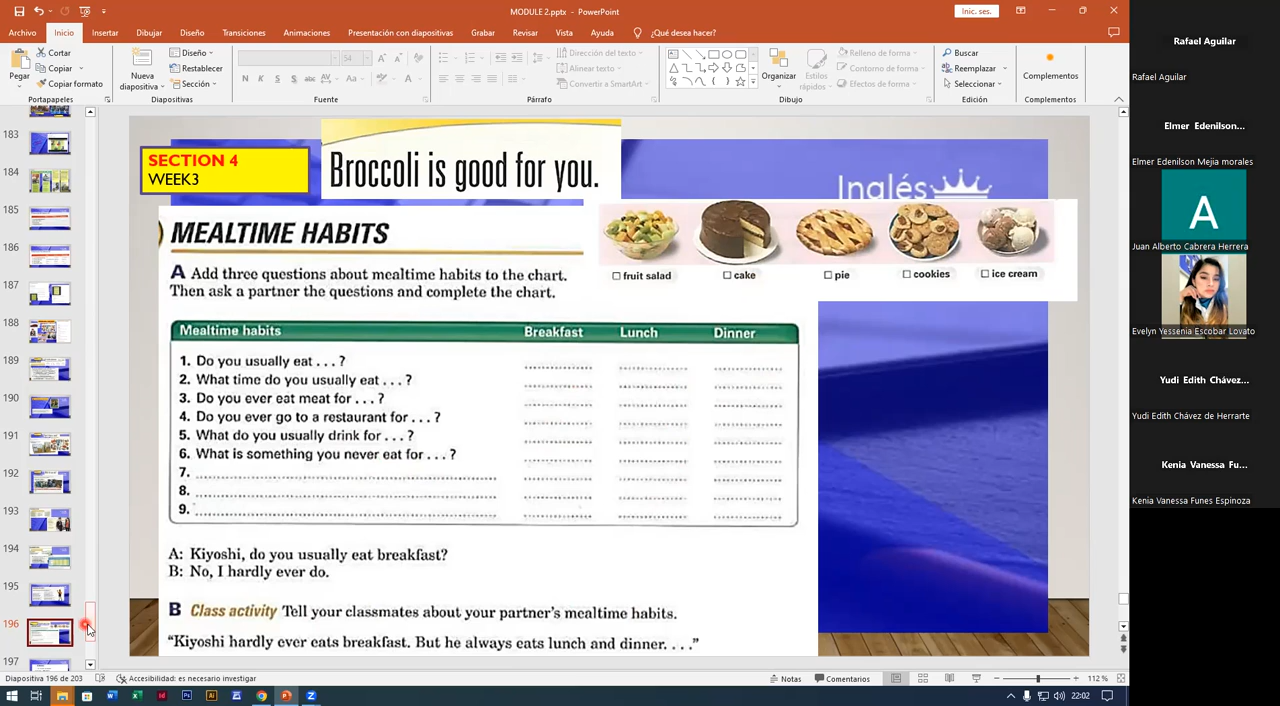 MODULE 2.pptx - PowerPoint
Inic. ses.
Archivo Inicio Insertar Dibujar Diseño Transiciones Animaciones Presentación con diapositivas Grabar Revisar Vista Ayuda ¿Qué desea hacer?
Pegar
Cortar
Copiar
Copiar formato
Portapapeles
Nueva diapositiva
Diseño
Restablecer
Sección
Diapositivas
54
N K S S abc AV Aa A
Fuente
Dirección del texto
Alinear texto
Convertir a SmartArt
Párrafo
Organizar
Estilos rápidos
Relleno de forma
Contorno de forma
Efectos de forma
Dibujo
Buscar
Reemplazar
Seleccionar
Edición
Complementos
Complementos
183
184
185
186
187
188
189
190
191
192
193
194
195
196
197
SECTION 4
WEEK3
Broccoli is good for you.
Inglés
MEALTIME HABITS
fruit salad cake pie cookies ice cream
A Add three questions about mealtime habits to the chart.
Then ask a partner the questions and complete the chart.
Mealtime habits Breakfast Lunch Dinner
1. Do you usually eat . . . ?
2. What time do you usually eat . . . ?
3. Do you ever eat meat for . . . ?
4. Do you ever go to a restaurant for . . . ?
5. What do you usually drink for . . . ?
6. What is something you never eat for . . . ?
7.
8.
9.
A: Kiyoshi, do you usually eat breakfast?
B: No, I hardly ever do.
B Class activity Tell your classmates about your partner's mealtime habits.
"Kiyoshi hardly ever eats breakfast. But he always eats lunch and dinner. . . ."
Rafael Aguilar
Rafael Aguilar
Elmer Edenilson...
Elmer Edenilson Mejia morales
A
Juan Alberto Cabrera Herrera
Evelyn Yessenia Escobar Lovato
Yudi Edith Chávez...
Yudi Edith Chávez de Herrarte
Kenia Vanessa Fu...
Kenia Vanessa Funes Espinoza
Diapositiva 196 de 203 Accesibilidad: es necesario investigar Notas Comentarios 112 %
22:02